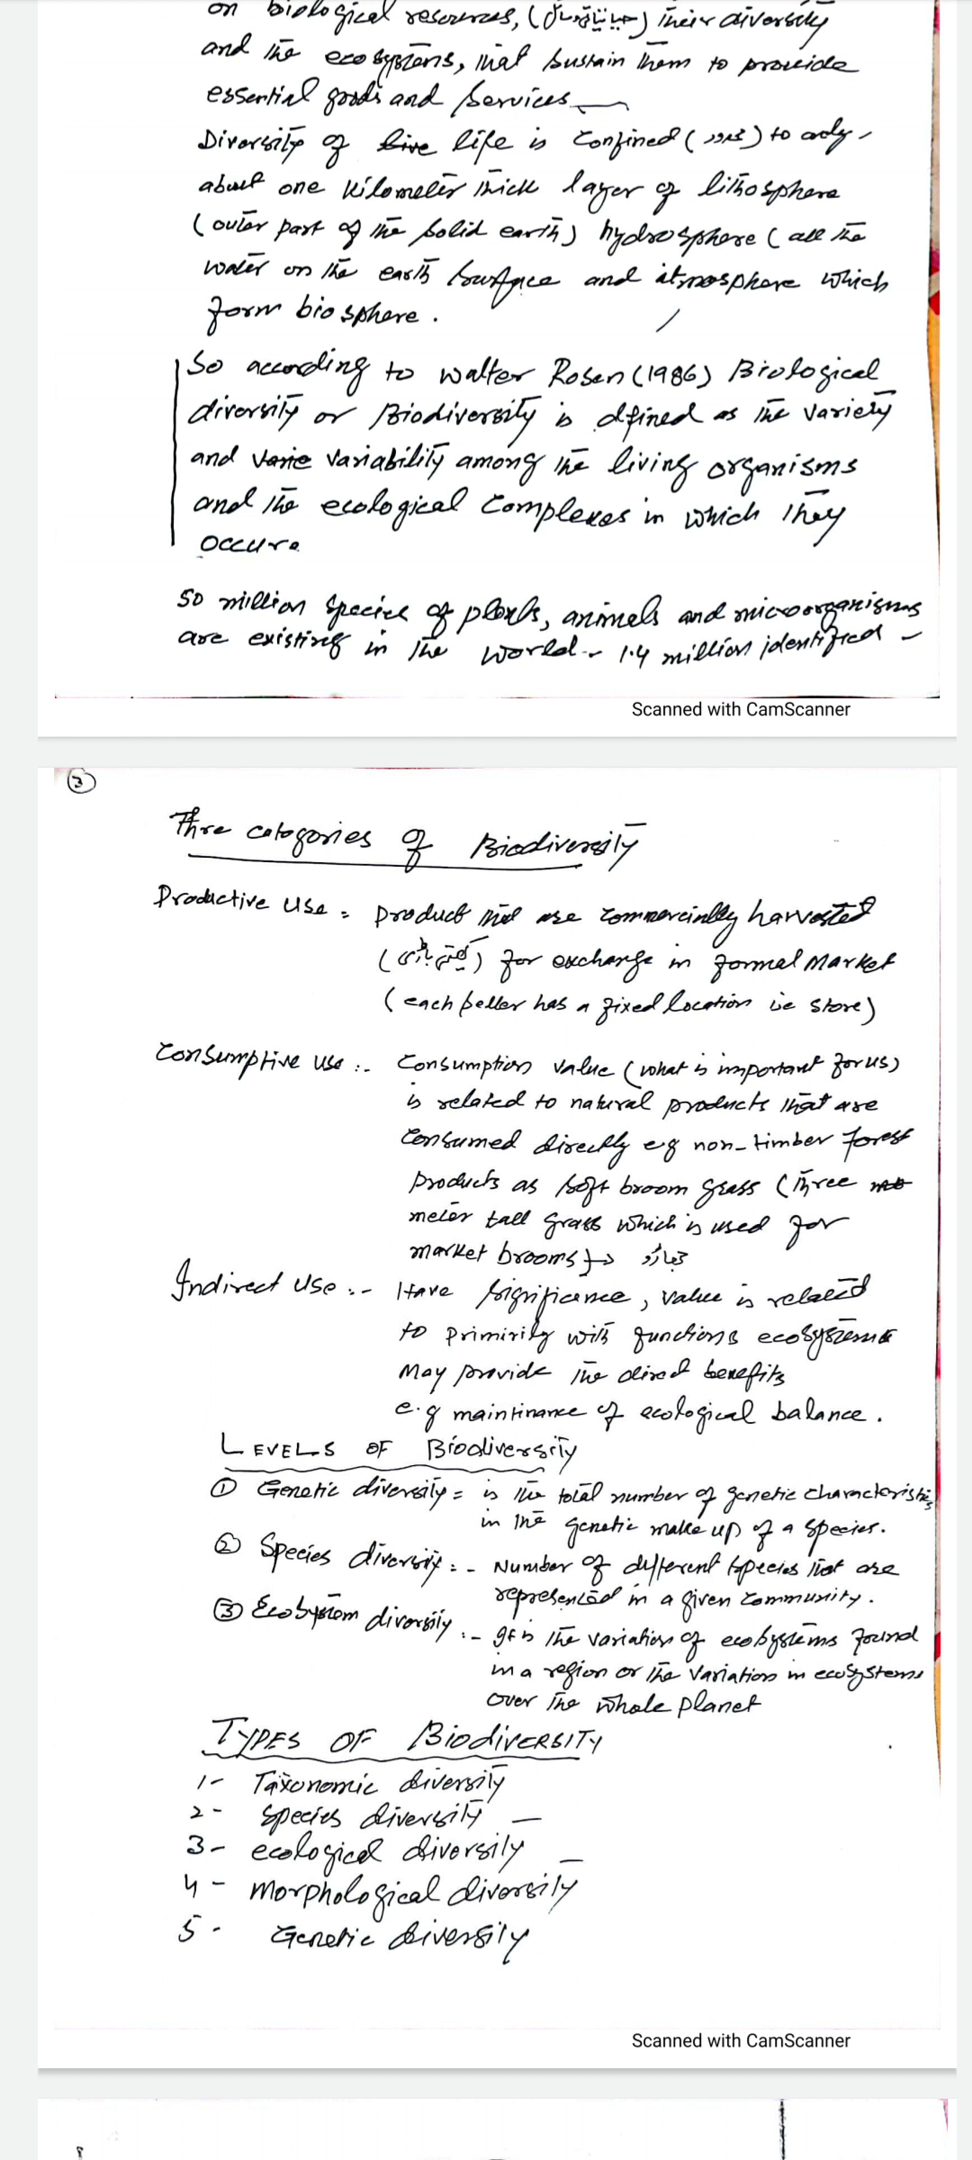 on biological resources, (حیاتیاتی وسائل) their diversity
and the ecosystems, that sustain them to provide
essential goods and services
Diversity of live life is confined (محدود) to only
about one kilometer thick layer of lithosphere
(outer part of the solid earth) hydrosphere (all the
water on the earth surface and atmosphere which
form biosphere.
So according to Walter Rosen (1986) Biological
diversity or Biodiversity is dfined as the variety
and varie variability among the living organisms
and the ecological complexes in which they
occure
50 million species of plants, animals and microorganisms
are existing in the world - 1.4 million identified -
Scanned with CamScanner
3
Thre catogories of Biodiversity
Productive Use = product that are commercially harvested
( ) for exchange in formal Market
(each seller has a fixed location ie store)
Consumptive use :- Consumption value (what is important for us)
is related to natural products that are
consumed directly e.g non-timber forest
products as soft broom grass (three
meter tall grass which is used for
market brooms) → جھاڑو
Indirect Use :- Have significance, value is related
to primirily with functions ecosystems
May provide the direct benefits
e.g maintinance of ecological balance.
LEVELS OF Biodiversity
① Genetic diversity = is the total number of genetic characteristics
in the genetic make up of a species.
② Species diversity :- Number of different species that are
represented in a given community.
③ Ecosystem diversity :- It is the variation of ecosystems found
in a region or the variation in ecosystems
over the whole planet
TYPES OF BiodiVERSITY
1- Taxonomic diversity
2- Species diversity
3- ecological diversity
4- Morphological diversity
5- Genetic diversity
Scanned with CamScanner